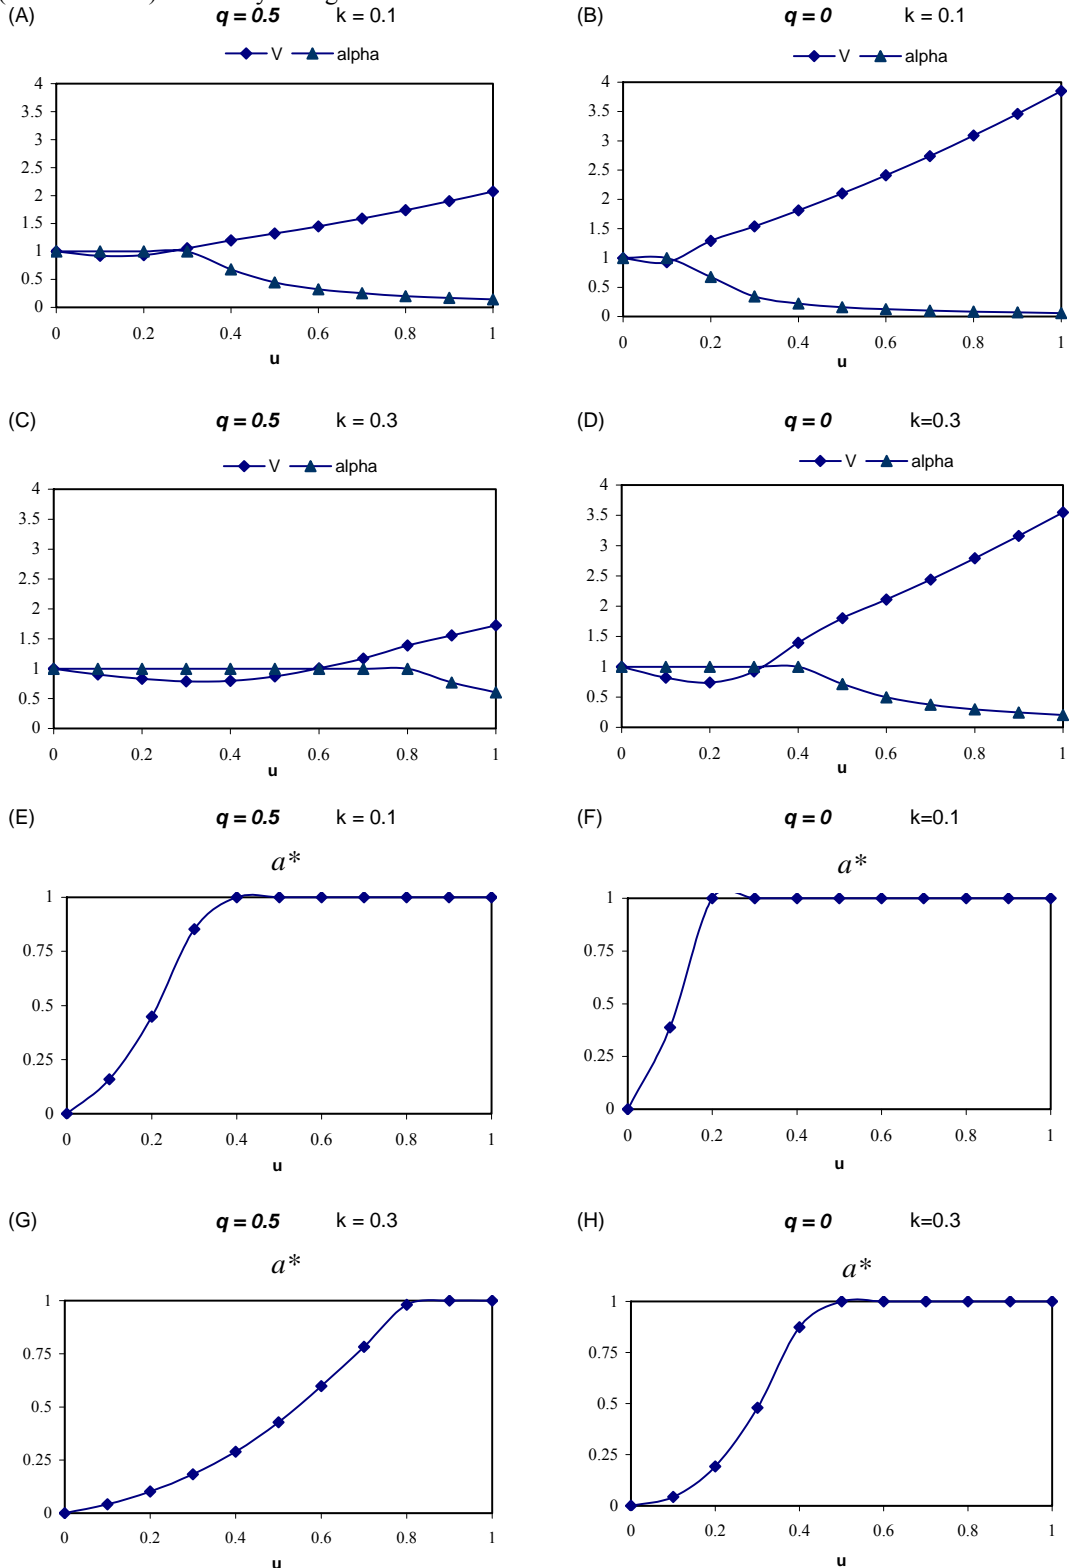 (A) q = 0.5 k = 0.1
V alpha
4
3.5
3
2.5
2
1.5
1
0.5
0
0 0.2 0.4 0.6 0.8 1
u
(B) q = 0 k = 0.1
V alpha
4
3.5
3
2.5
2
1.5
1
0.5
0
0 0.2 0.4 0.6 0.8 1
u
(C) q = 0.5 k = 0.3
V alpha
4
3.5
3
2.5
2
1.5
1
0.5
0
0 0.2 0.4 0.6 0.8 1
u
(D) q = 0 k=0.3
V alpha
4
3.5
3
2.5
2
1.5
1
0.5
0
0 0.2 0.4 0.6 0.8 1
u
(E) q = 0.5 k = 0.1
a*
1
0.75
0.5
0.25
0
0 0.2 0.4 0.6 0.8 1
u
(F) q = 0 k=0.1
a*
1
0.75
0.5
0.25
0
0 0.2 0.4 0.6 0.8 1
u
(G) q = 0.5 k = 0.3
a*
1
0.75
0.5
0.25
0
0 0.2 0.4 0.6 0.8 1
u
(H) q = 0 k=0.3
a*
1
0.75
0.5
0.25
0
0 0.2 0.4 0.6 0.8 1
u